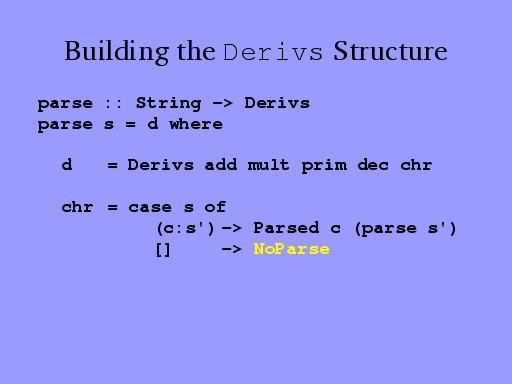 Building the Derivs Structure
parse :: String -> Derivs
parse s = d where
d = Derivs add mult prim dec chr
chr = case s of
(c:s') -> Parsed c (parse s')
[] -> NoParse